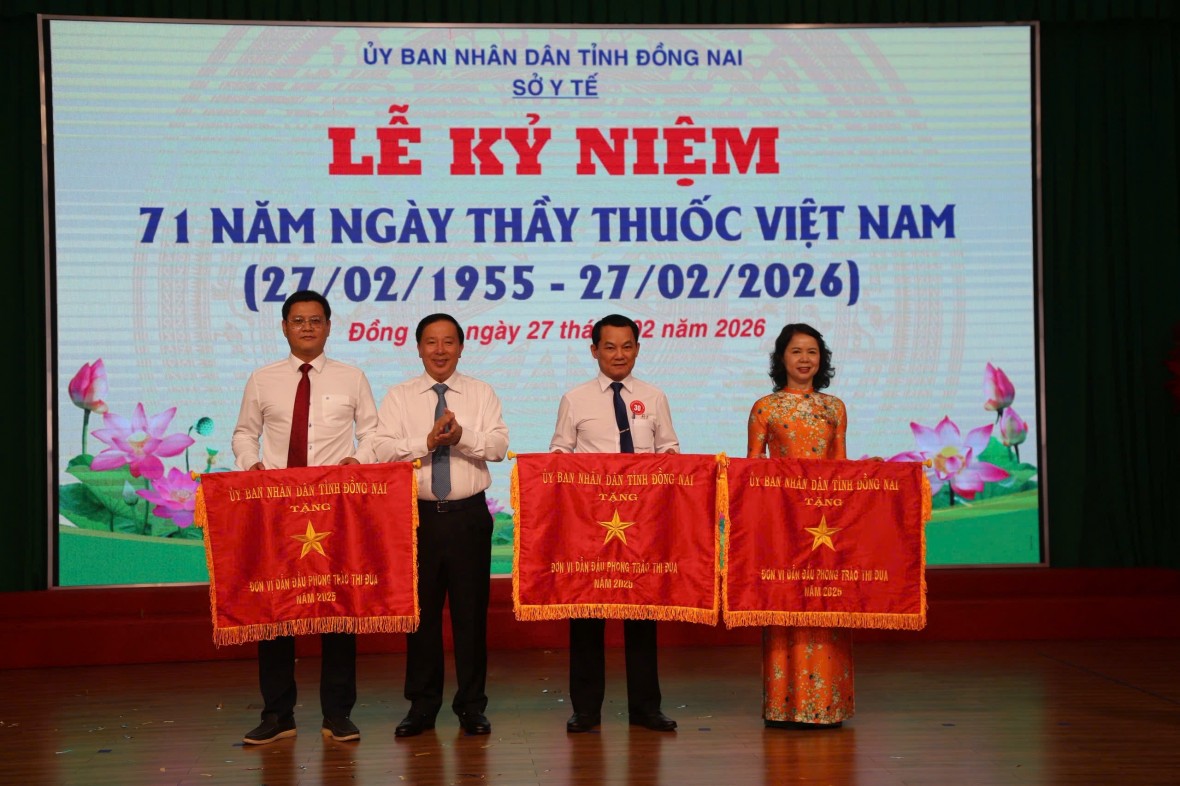 ỦY BAN NHÂN DÂN TỈNH ĐỒNG NAI
SỞ Y TẾ
LỄ KỶ NIỆM
71 NĂM NGÀY THẦY THUỐC VIỆT NAM
(27/02/1955 - 27/02/2026)
Đồng ngày 27 thá 02 năm 2026
ỦY BAN NHÂN DÂN TỈNH ĐỒNG NAI
TẶNG
ĐƠN VỊ DẪN ĐẦU PHONG TRÀO THI ĐUA
NĂM 2025
30
ỦY BAN NHÂN DÂN TỈNH ĐỒNG NAI
TẶNG
ĐƠN VỊ DẪN ĐẦU PHONG TRÀO THI ĐUA
NĂM 2025
ỦY BAN NHÂN DÂN TỈNH ĐỒNG NAI
TẶNG
ĐƠN VỊ DẪN ĐẦU PHONG TRÀO THI ĐUA
NĂM 2025